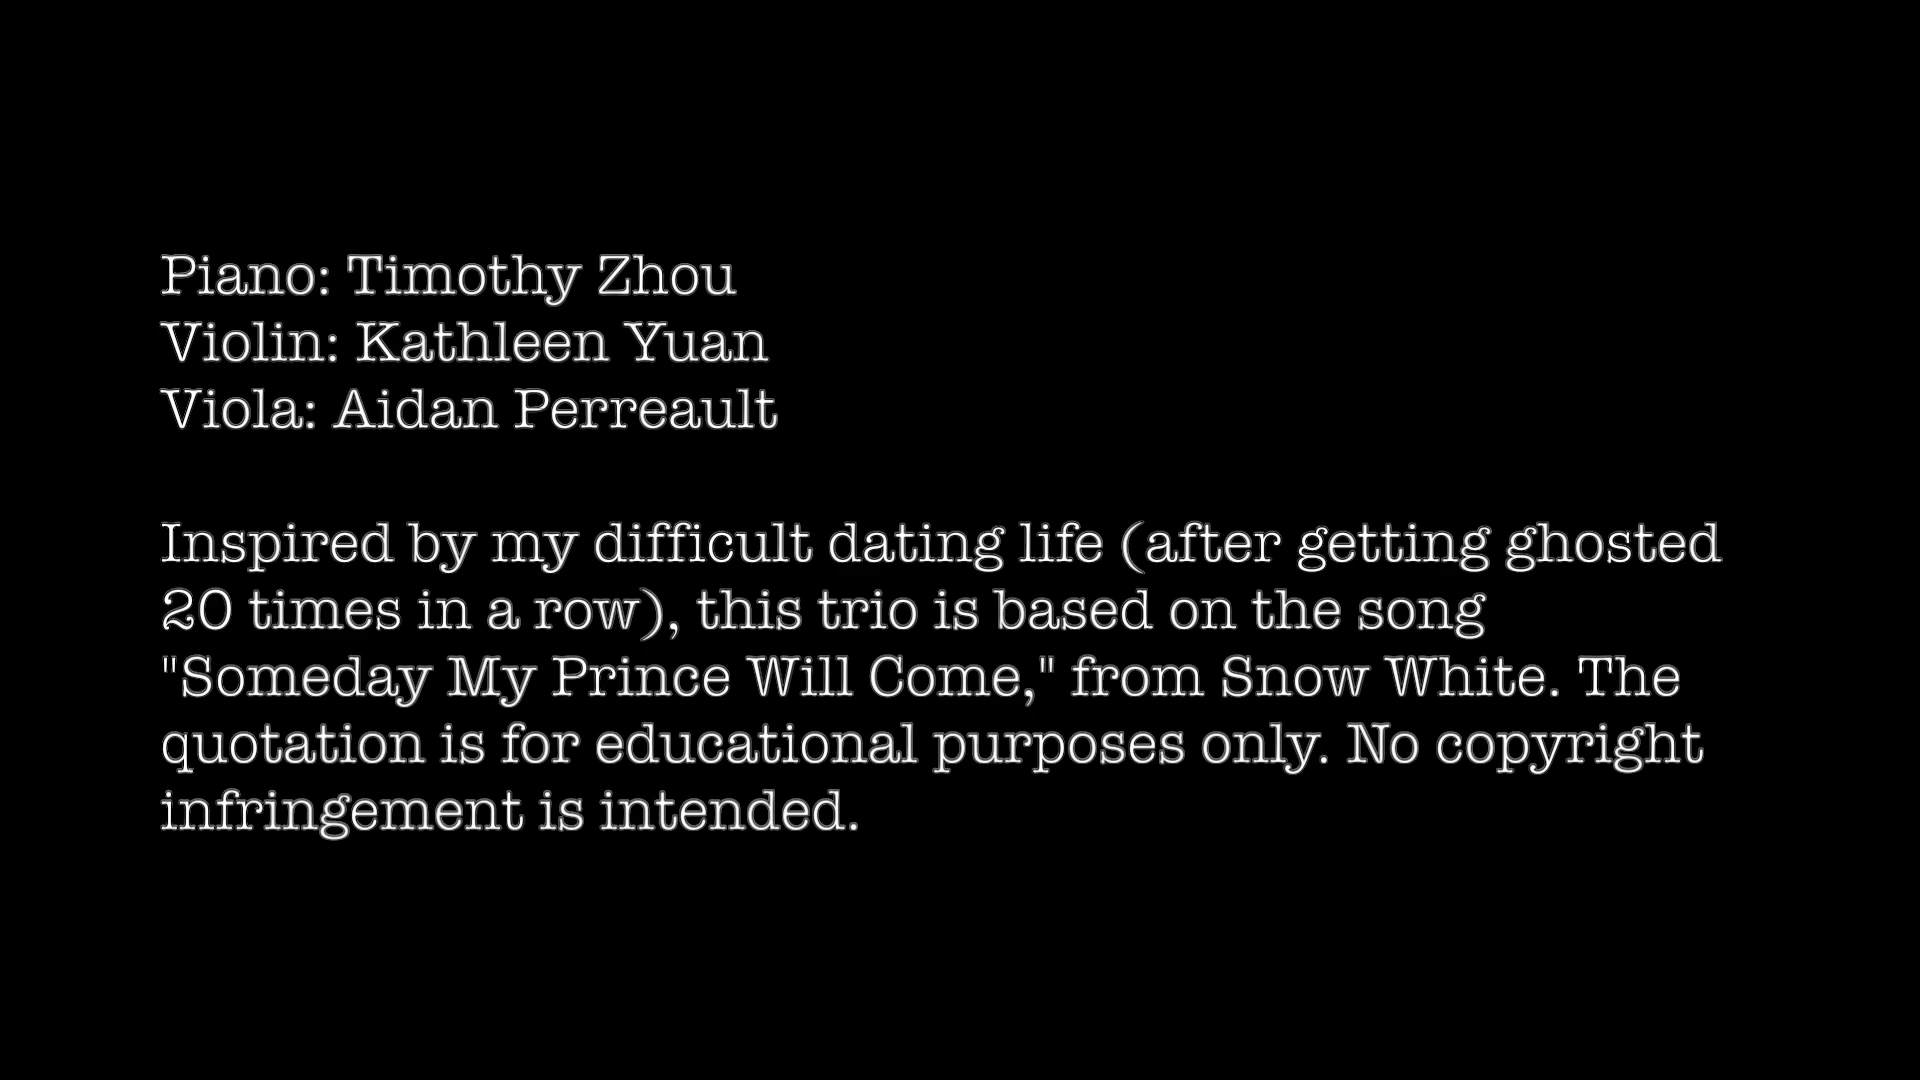 Piano: Timothy Zhou
Violin: Kathleen Yuan
Viola: Aidan Perreault
Inspired by my difficult dating life (after getting ghosted
20 times in a row), this trio is based on the song
"Someday My Prince Will Come," from Snow White. The
quotation is for educational purposes only. No copyright
infringement is intended.